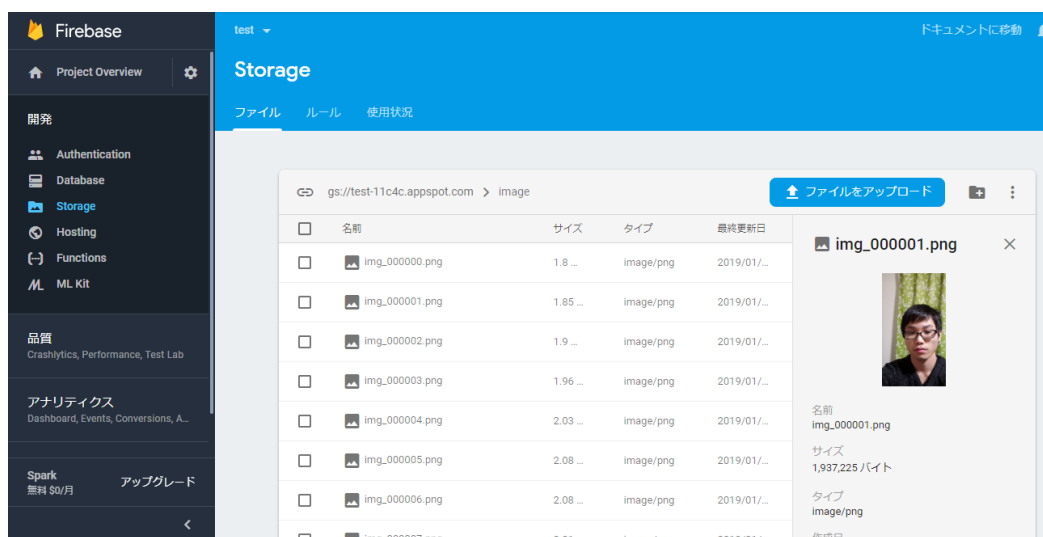 Firebase
Project Overview
開発
Authentication
Database
Storage
Hosting
Functions
ML Kit
品質
Crashlytics, Performance, Test Lab
アナリティクス
Dashboard, Events, Conversions, A...
Spark
無料 $0/月
アップグレード
test
ドキュメントに移動
Storage
ファイル ルール 使用状況
gs://test-11c4c.appspot.com > image
ファイルをアップロード
名前 サイズ タイプ 最終更新日
img_000000.png 1.8 ... image/png 2019/01/...
img_000001.png 1.85 ... image/png 2019/01/...
img_000002.png 1.9 ... image/png 2019/01/...
img_000003.png 1.96 ... image/png 2019/01/...
img_000004.png 2.03 ... image/png 2019/01/...
img_000005.png 2.08 ... image/png 2019/01/...
img_000006.png 2.08 ... image/png 2019/01/...
img_000001.png
名前
img_000001.png
サイズ
1,937,225 バイト
タイプ
image/png